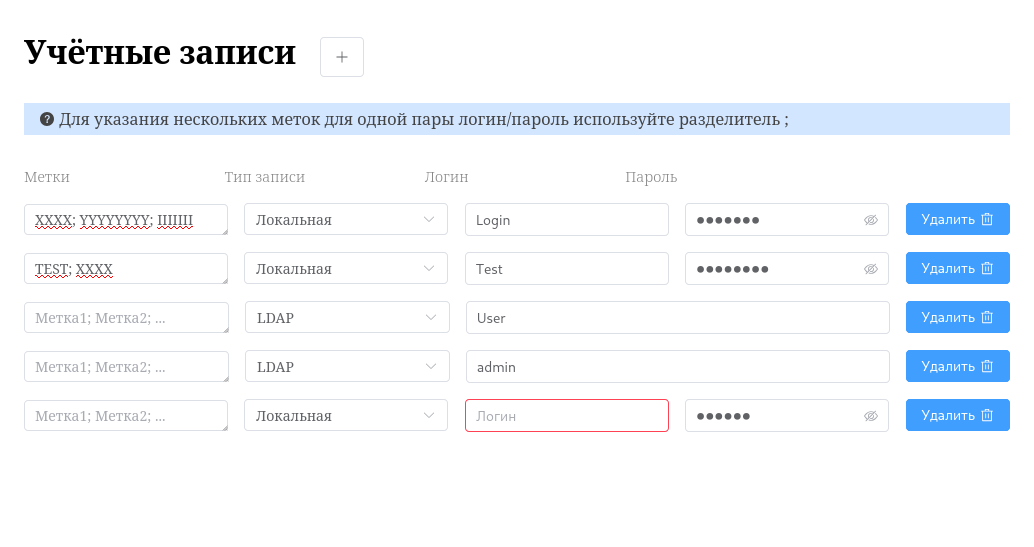 Учётные записи
Для указания нескольких меток для одной пары логин/пароль используйте разделитель ;
Метки Тип записи Логин Пароль
XXXX; YYYYYYYY; IIIIIII Локальная Login ●●●●●●● Удалить
TEST; XXXX Локальная Test ●●●●●●●● Удалить
Метка1; Метка2; ... LDAP User Удалить
Метка1; Метка2; ... LDAP admin Удалить
Метка1; Метка2; ... Локальная Логин ●●●●●● Удалить